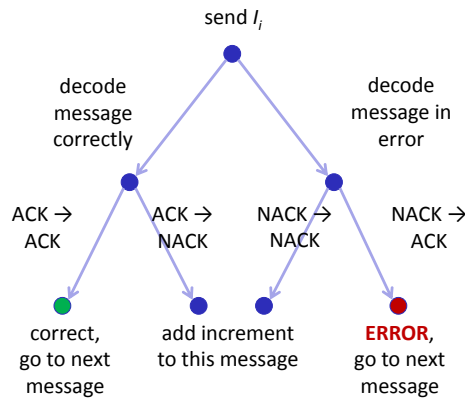 send I_i
decode
message
correctly
decode
message in
error
ACK →
ACK
ACK →
NACK
NACK →
NACK
NACK →
ACK
correct,
go to next
message
add increment
to this message
ERROR,
go to next
message